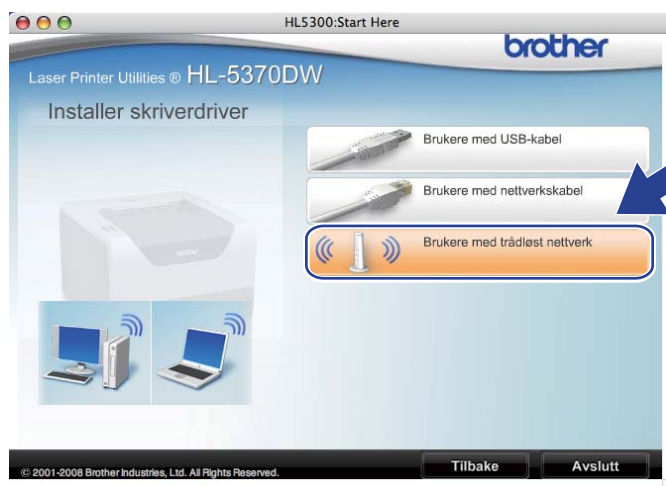 HL5300:Start Here
brother
Laser Printer Utilities ® HL-5370DW
Installer skriverdriver
Brukere med USB-kabel
Brukere med nettverkskabel
Brukere med trådløst nettverk
© 2001-2008 Brother Industries, Ltd. All Rights Reserved.
Tilbake
Avslutt